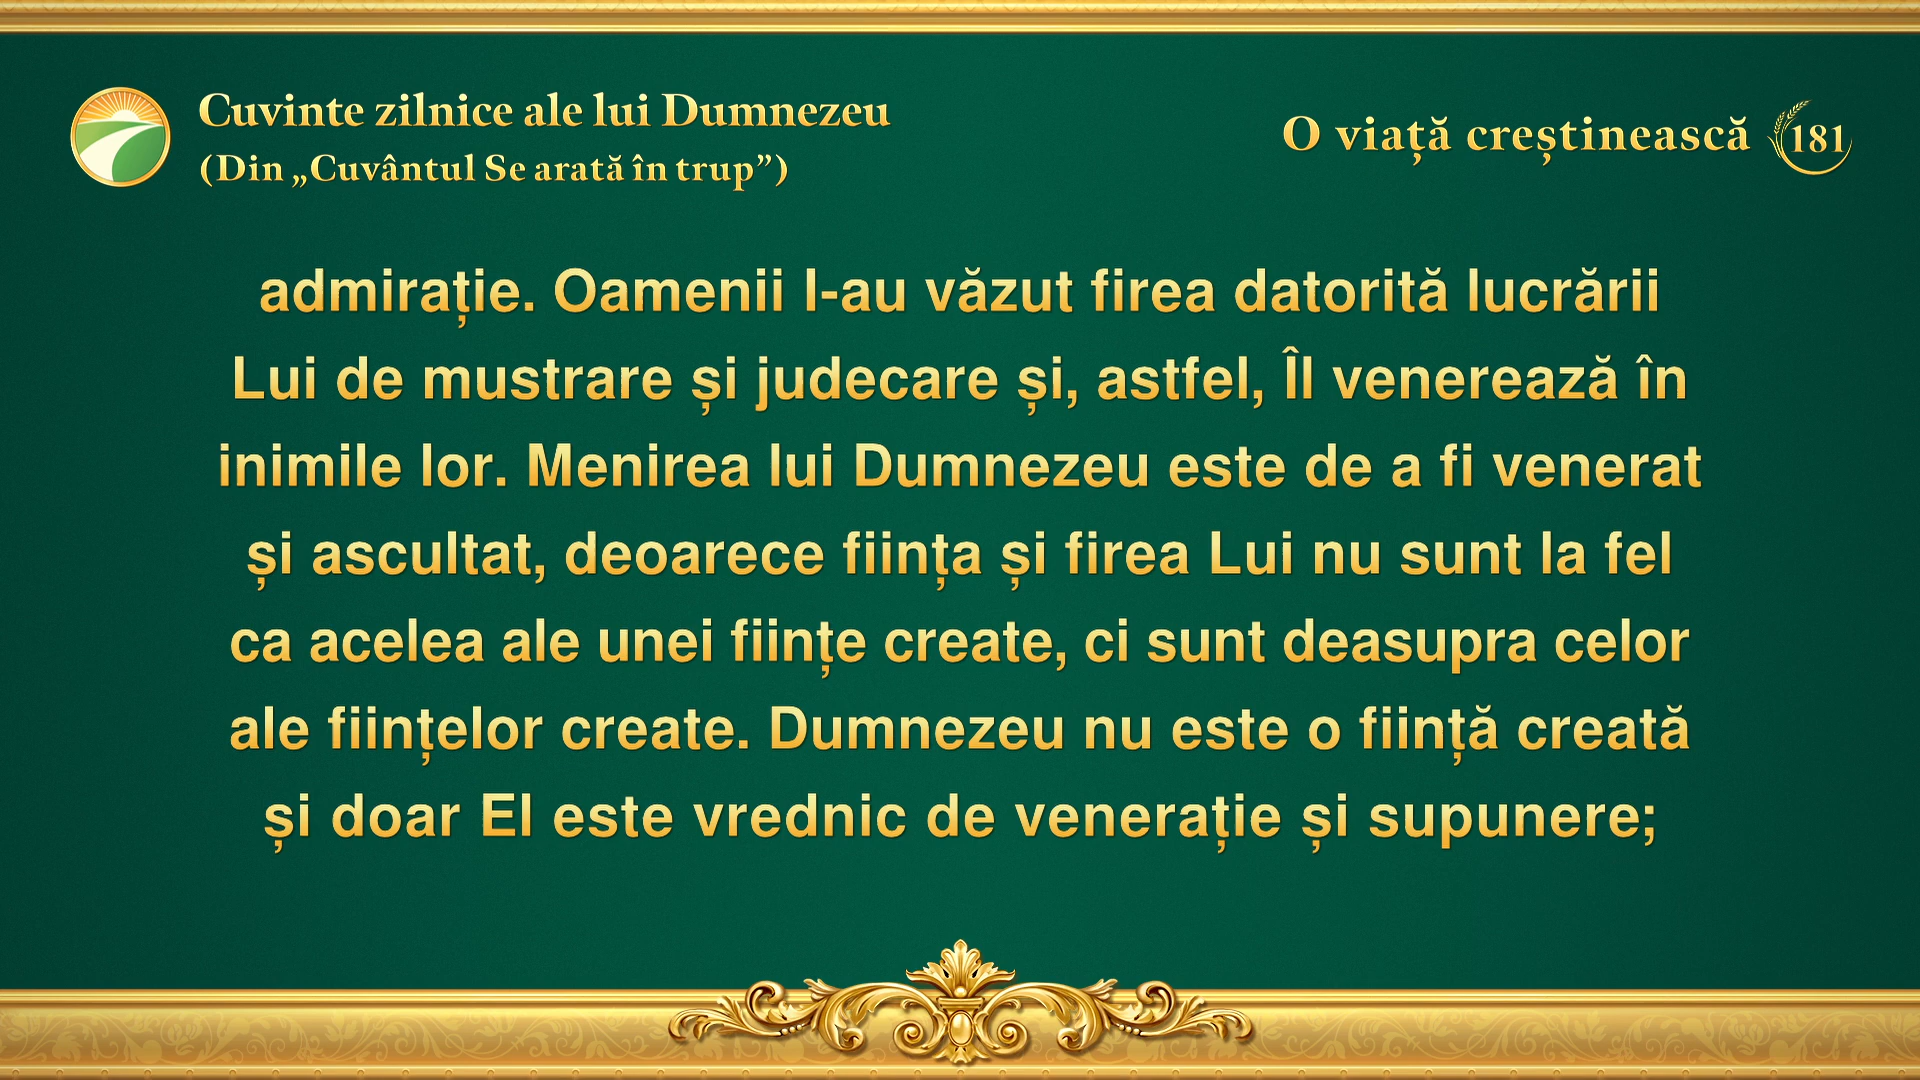 Cuvinte zilnice ale lui Dumnezeu
(Din „Cuvântul Se arată în trup”)
O viață creștinească 181
admirație. Oamenii I-au văzut firea datorită lucrării
Lui de mustrare și judecare și, astfel, Îl venerează în
inimile lor. Menirea lui Dumnezeu este de a fi venerat
și ascultat, deoarece ființa și firea Lui nu sunt la fel
ca acelea ale unei ființe create, ci sunt deasupra celor
ale ființelor create. Dumnezeu nu este o ființă creată
și doar El este vrednic de venerație și supunere;